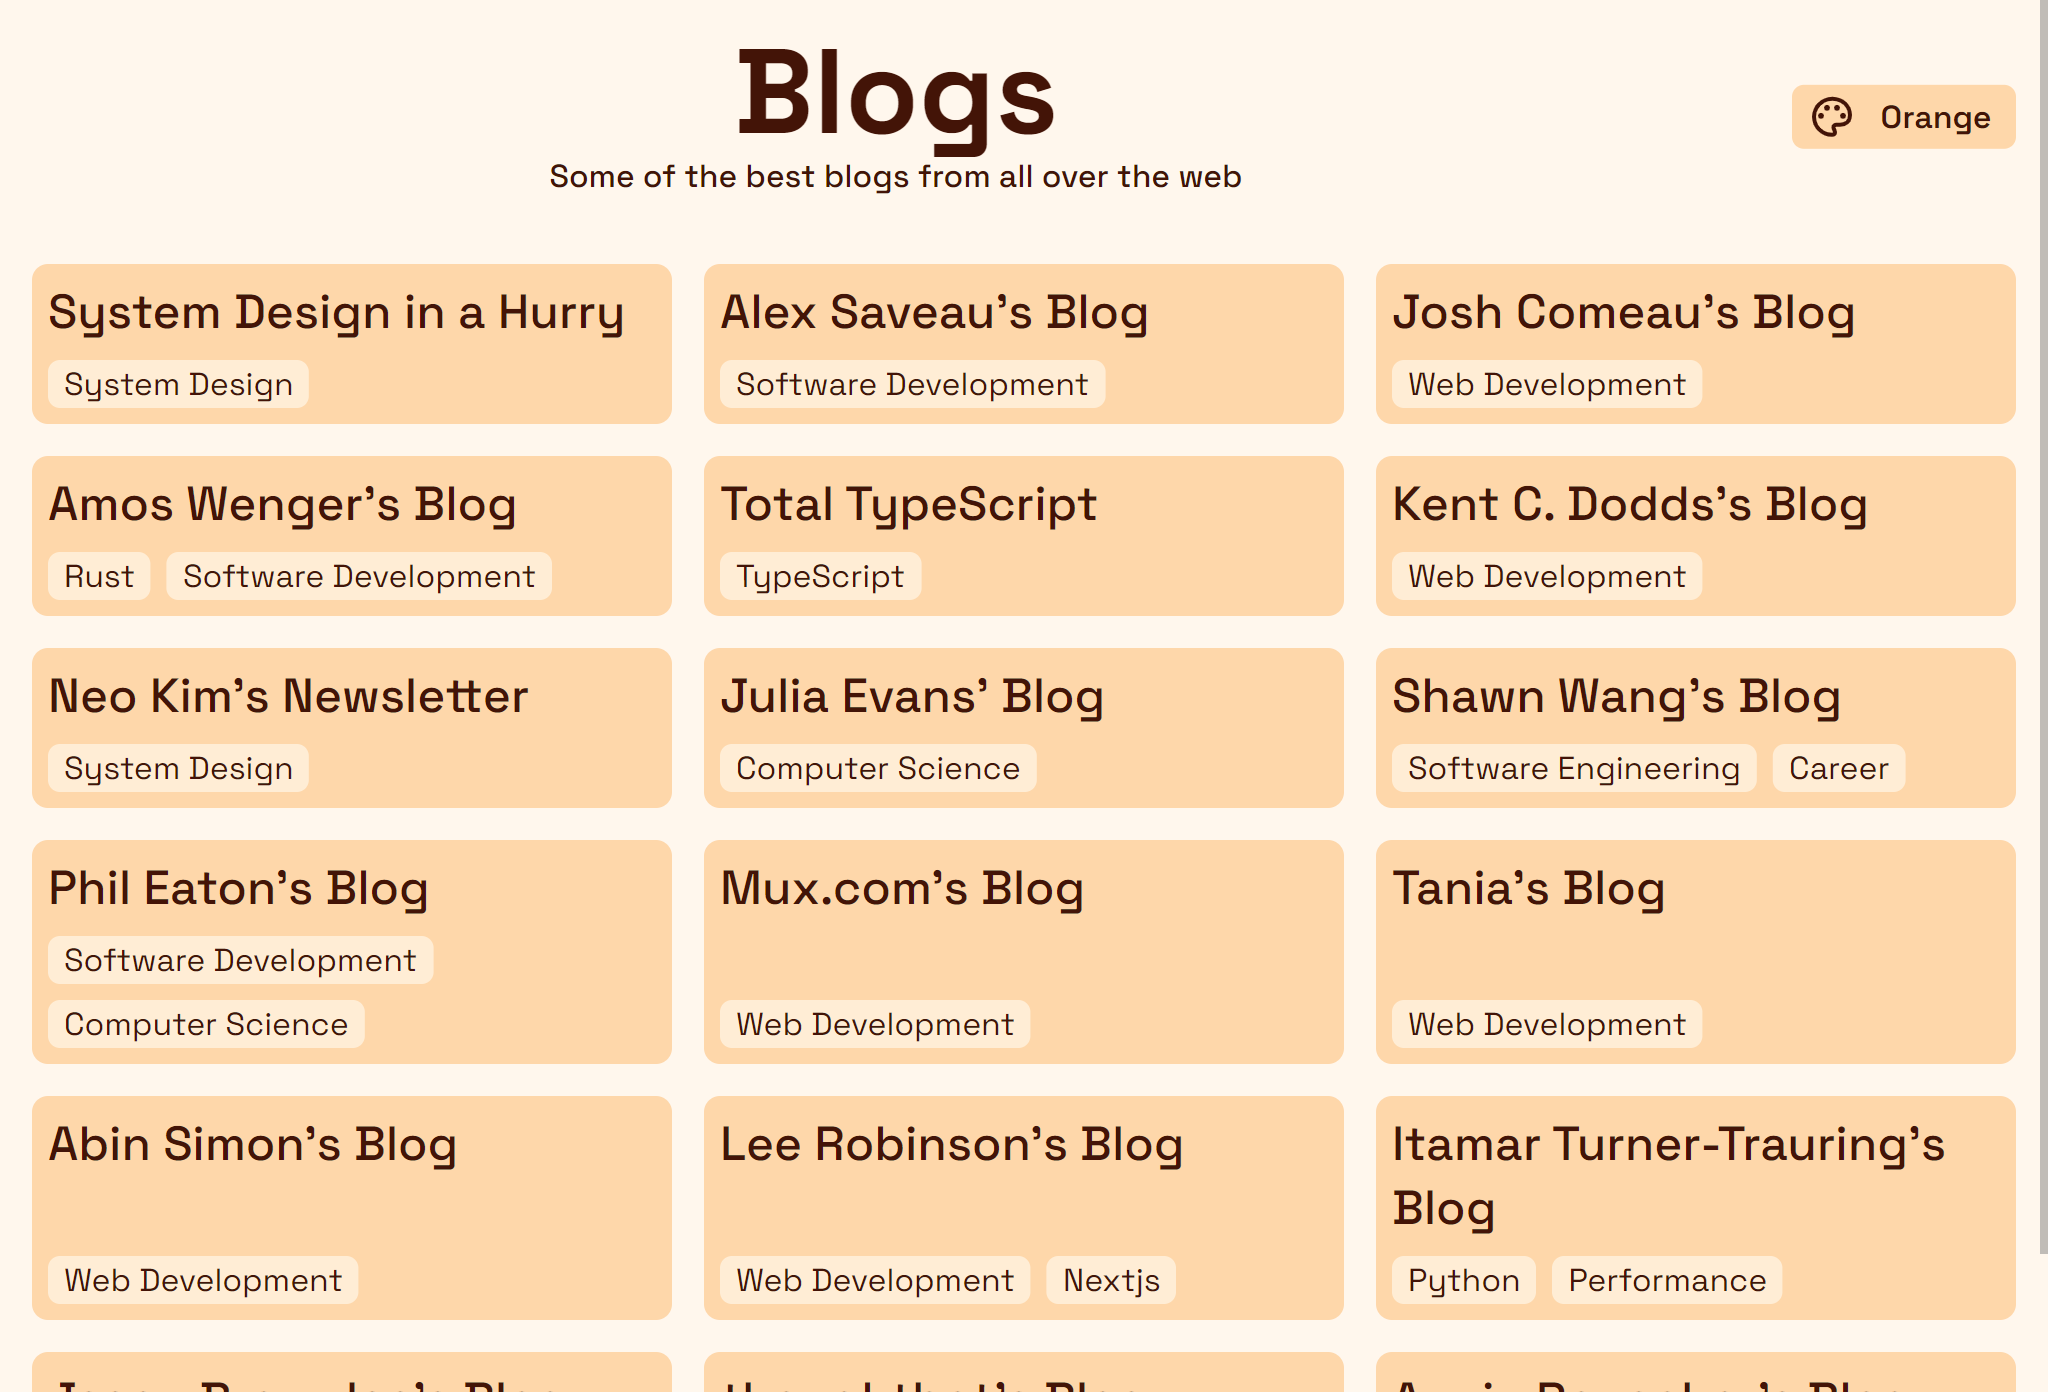 Blogs
Some of the best blogs from all over the web
Orange
System Design in a Hurry
System Design
Alex Saveau's Blog
Software Development
Josh Comeau's Blog
Web Development
Amos Wenger's Blog
Rust Software Development
Total TypeScript
TypeScript
Kent C. Dodds's Blog
Web Development
Neo Kim's Newsletter
System Design
Julia Evans' Blog
Computer Science
Shawn Wang's Blog
Software Engineering Career
Phil Eaton's Blog
Software Development
Computer Science
Mux.com's Blog
Web Development
Tania's Blog
Web Development
Abin Simon's Blog
Web Development
Lee Robinson's Blog
Web Development Nextjs
Itamar Turner-Trauring's
Blog
Python Performance